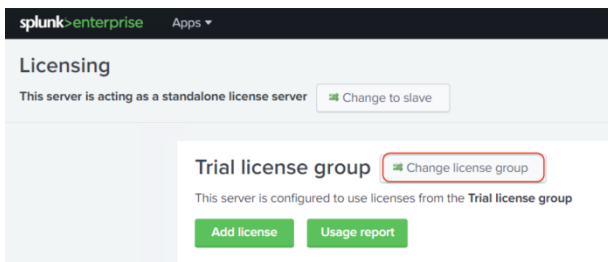 splunk>enterprise Apps ▾
Licensing
This server is acting as a standalone license server Change to slave
Trial license group Change license group
This server is configured to use licenses from the Trial license group
Add license Usage report